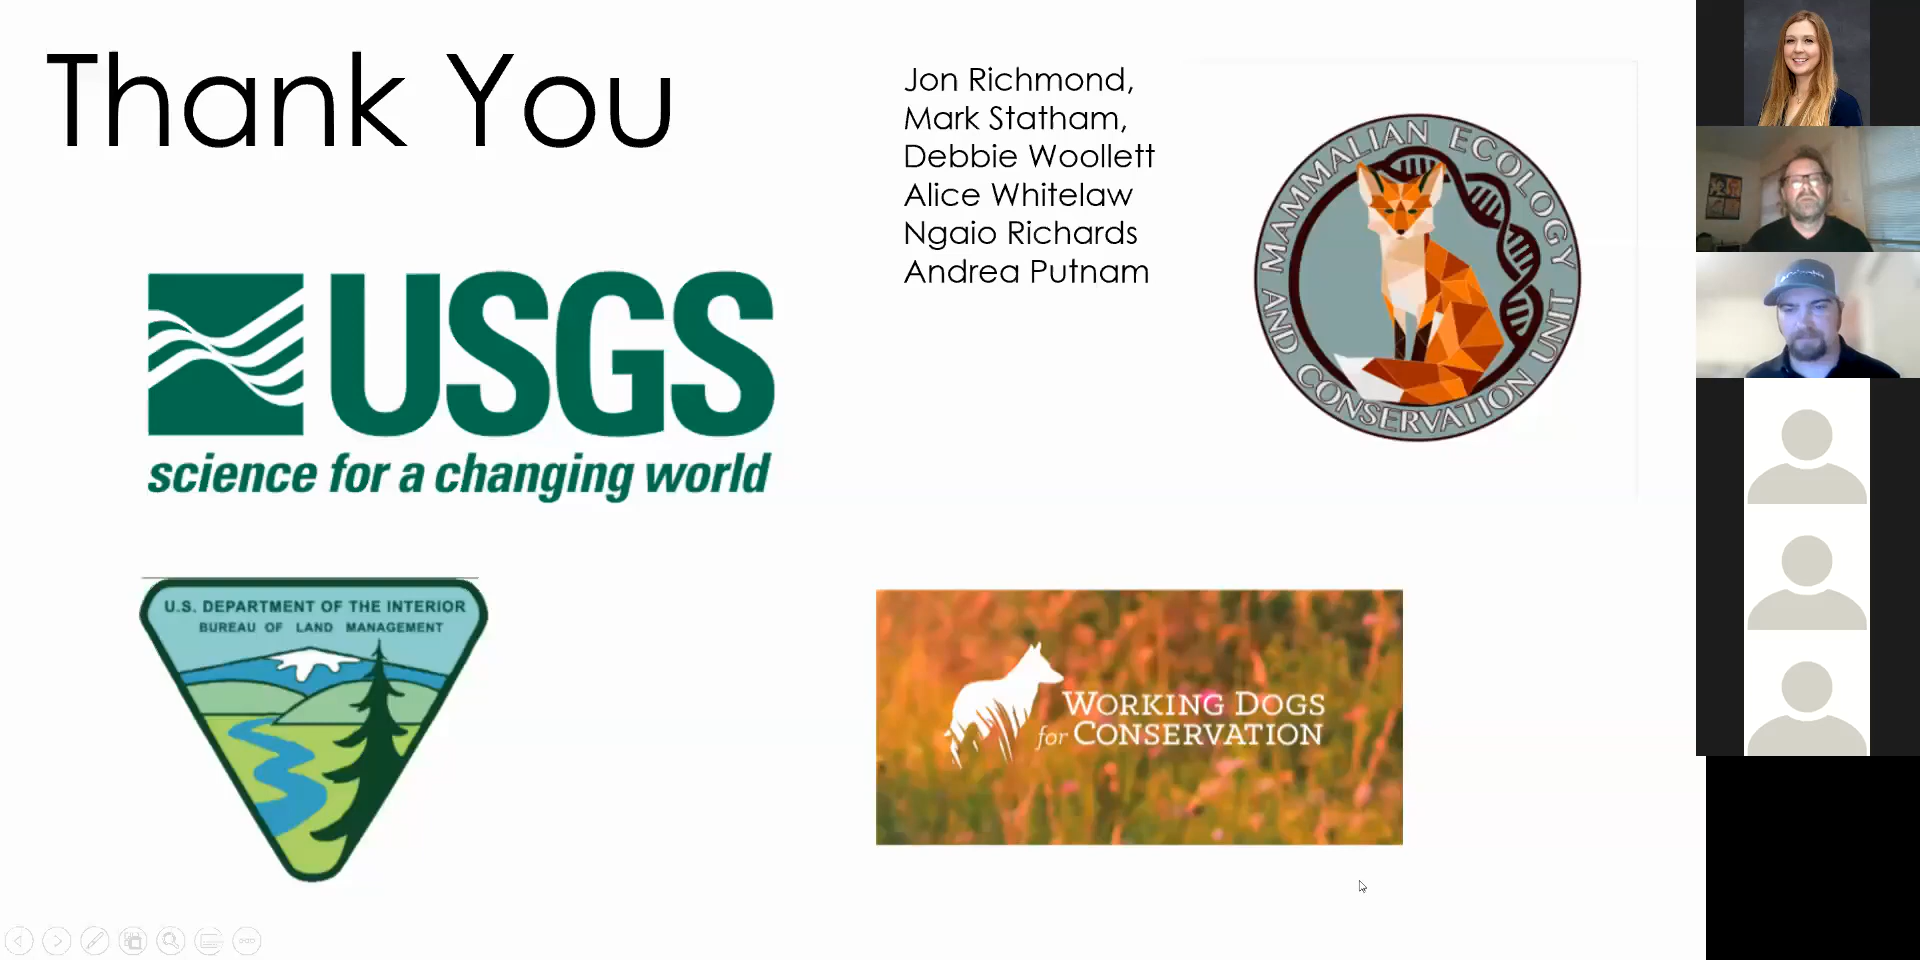 Thank You
Jon Richmond,
Mark Statham,
Debbie Woollett
Alice Whitelaw
Ngaio Richards
Andrea Putnam
MAMMALIAN ECOLOGY
AND CONSERVATION UNIT
USGS
science for a changing world
U.S. DEPARTMENT OF THE INTERIOR
BUREAU OF LAND MANAGEMENT
WORKING DOGS
for CONSERVATION